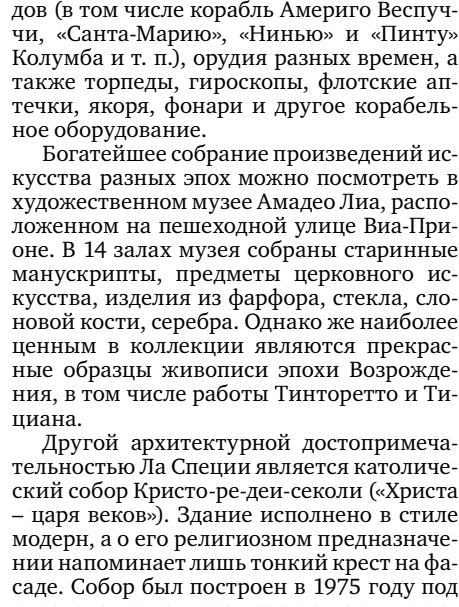 дов (в том числе корабль Америго Веспуч-
чи, «Санта-Марию», «Нинью» и «Пинту»
Колумба и т. п.), орудия разных времен, а
также торпеды, гироскопы, флотские ап-
течки, якоря, фонари и другое корабель-
ное оборудование.
Богатейшее собрание произведений ис-
кусства разных эпох можно посмотреть в
художественном музее Амадео Лиа, распо-
ложенном на пешеходной улице Виа-При-
оне. В 14 залах музея собраны старинные
манускрипты, предметы церковного ис-
кусства, изделия из фарфора, стекла, сло-
новой кости, серебра. Однако же наиболее
ценным в коллекции являются прекрас-
ные образцы живописи эпохи Возрожде-
ния, в том числе работы Тинторетто и Ти-
циана.
Другой архитектурной достопримеча-
тельностью Ла Специи является католиче-
ский собор Кристо-ре-деи-секоли («Христа
– царя веков»). Здание исполнено в стиле
модерн, а о его религиозном предназначе-
нии напоминает лишь тонкий крест на фа-
саде. Собор был построен в 1975 году под